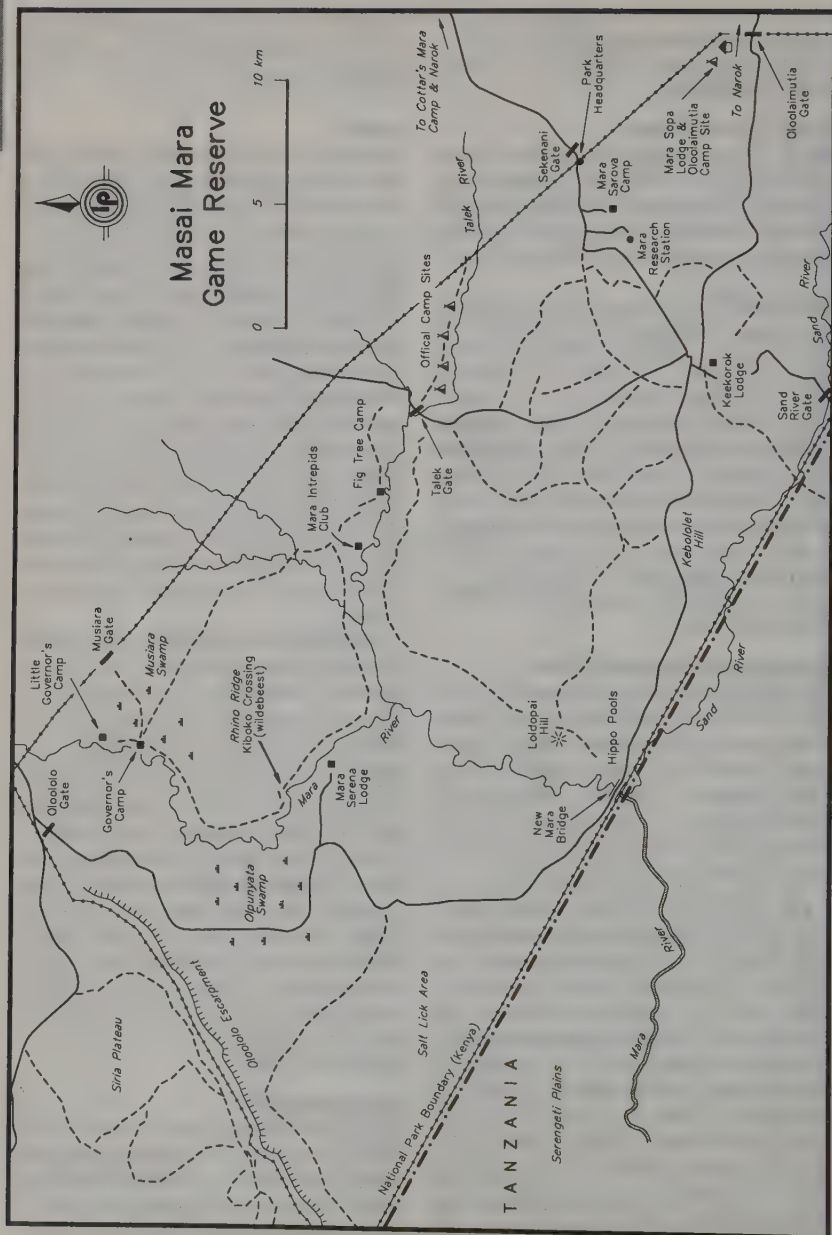 Masai Mara
Game Reserve
lp
0
5
10 km
Oloololo
Gate
Little
Governor's
Camp
Musiara
Gate
Musiara
Swamp
Governor's
Camp
Siria Plateau
Oloololo Escarpment
Olpunyata
Swamp
Rhino Ridge
Kiboko Crossing
(wildebeest)
Mara
River
Mara
Serena
Lodge
Mara Intrepids
Club
Fig Tree Camp
Talek
Gate
Offical Camp Sites
Talek River
To Cottar's Mara
Camp & Narok
Sekenani
Gate
Park
Headquarters
Mara
Sarova
Camp
Mara
Research
Station
Mara Sopa
Lodge &
Oloolaimutia
Camp Site
To Narok
Oloolaimutia
Gate
Salt Lick Area
National Park Boundary (Kenya)
TANZANIA
Serengeti Plains
Loldopai
Hill
Hippo Pools
New
Mara
Bridge
Mara
River
Sand
River
Kebololet
Hill
Keekorok
Lodge
Sand
River
Gate
Sand
River